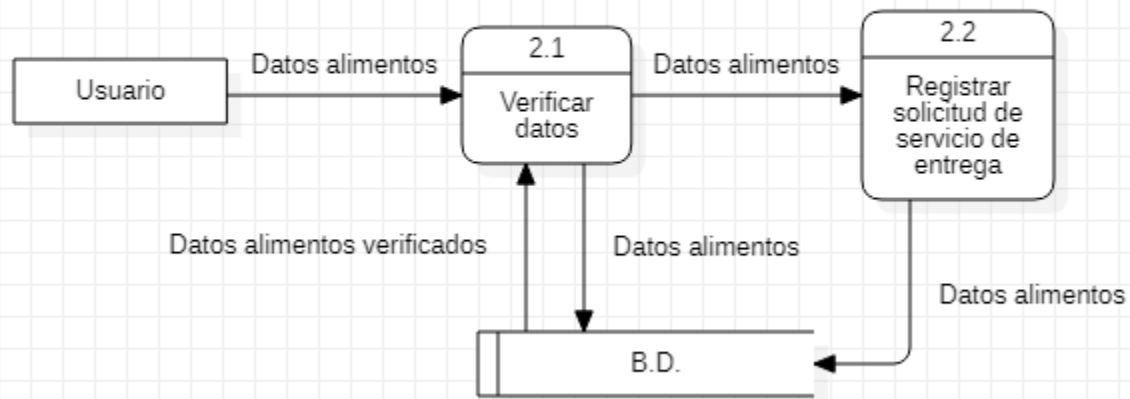 Usuario
Datos alimentos
2.1
Verificar
datos
Datos alimentos
2.2
Registrar
solicitud de
servicio de
entrega
Datos alimentos verificados
Datos alimentos
Datos alimentos
B.D.